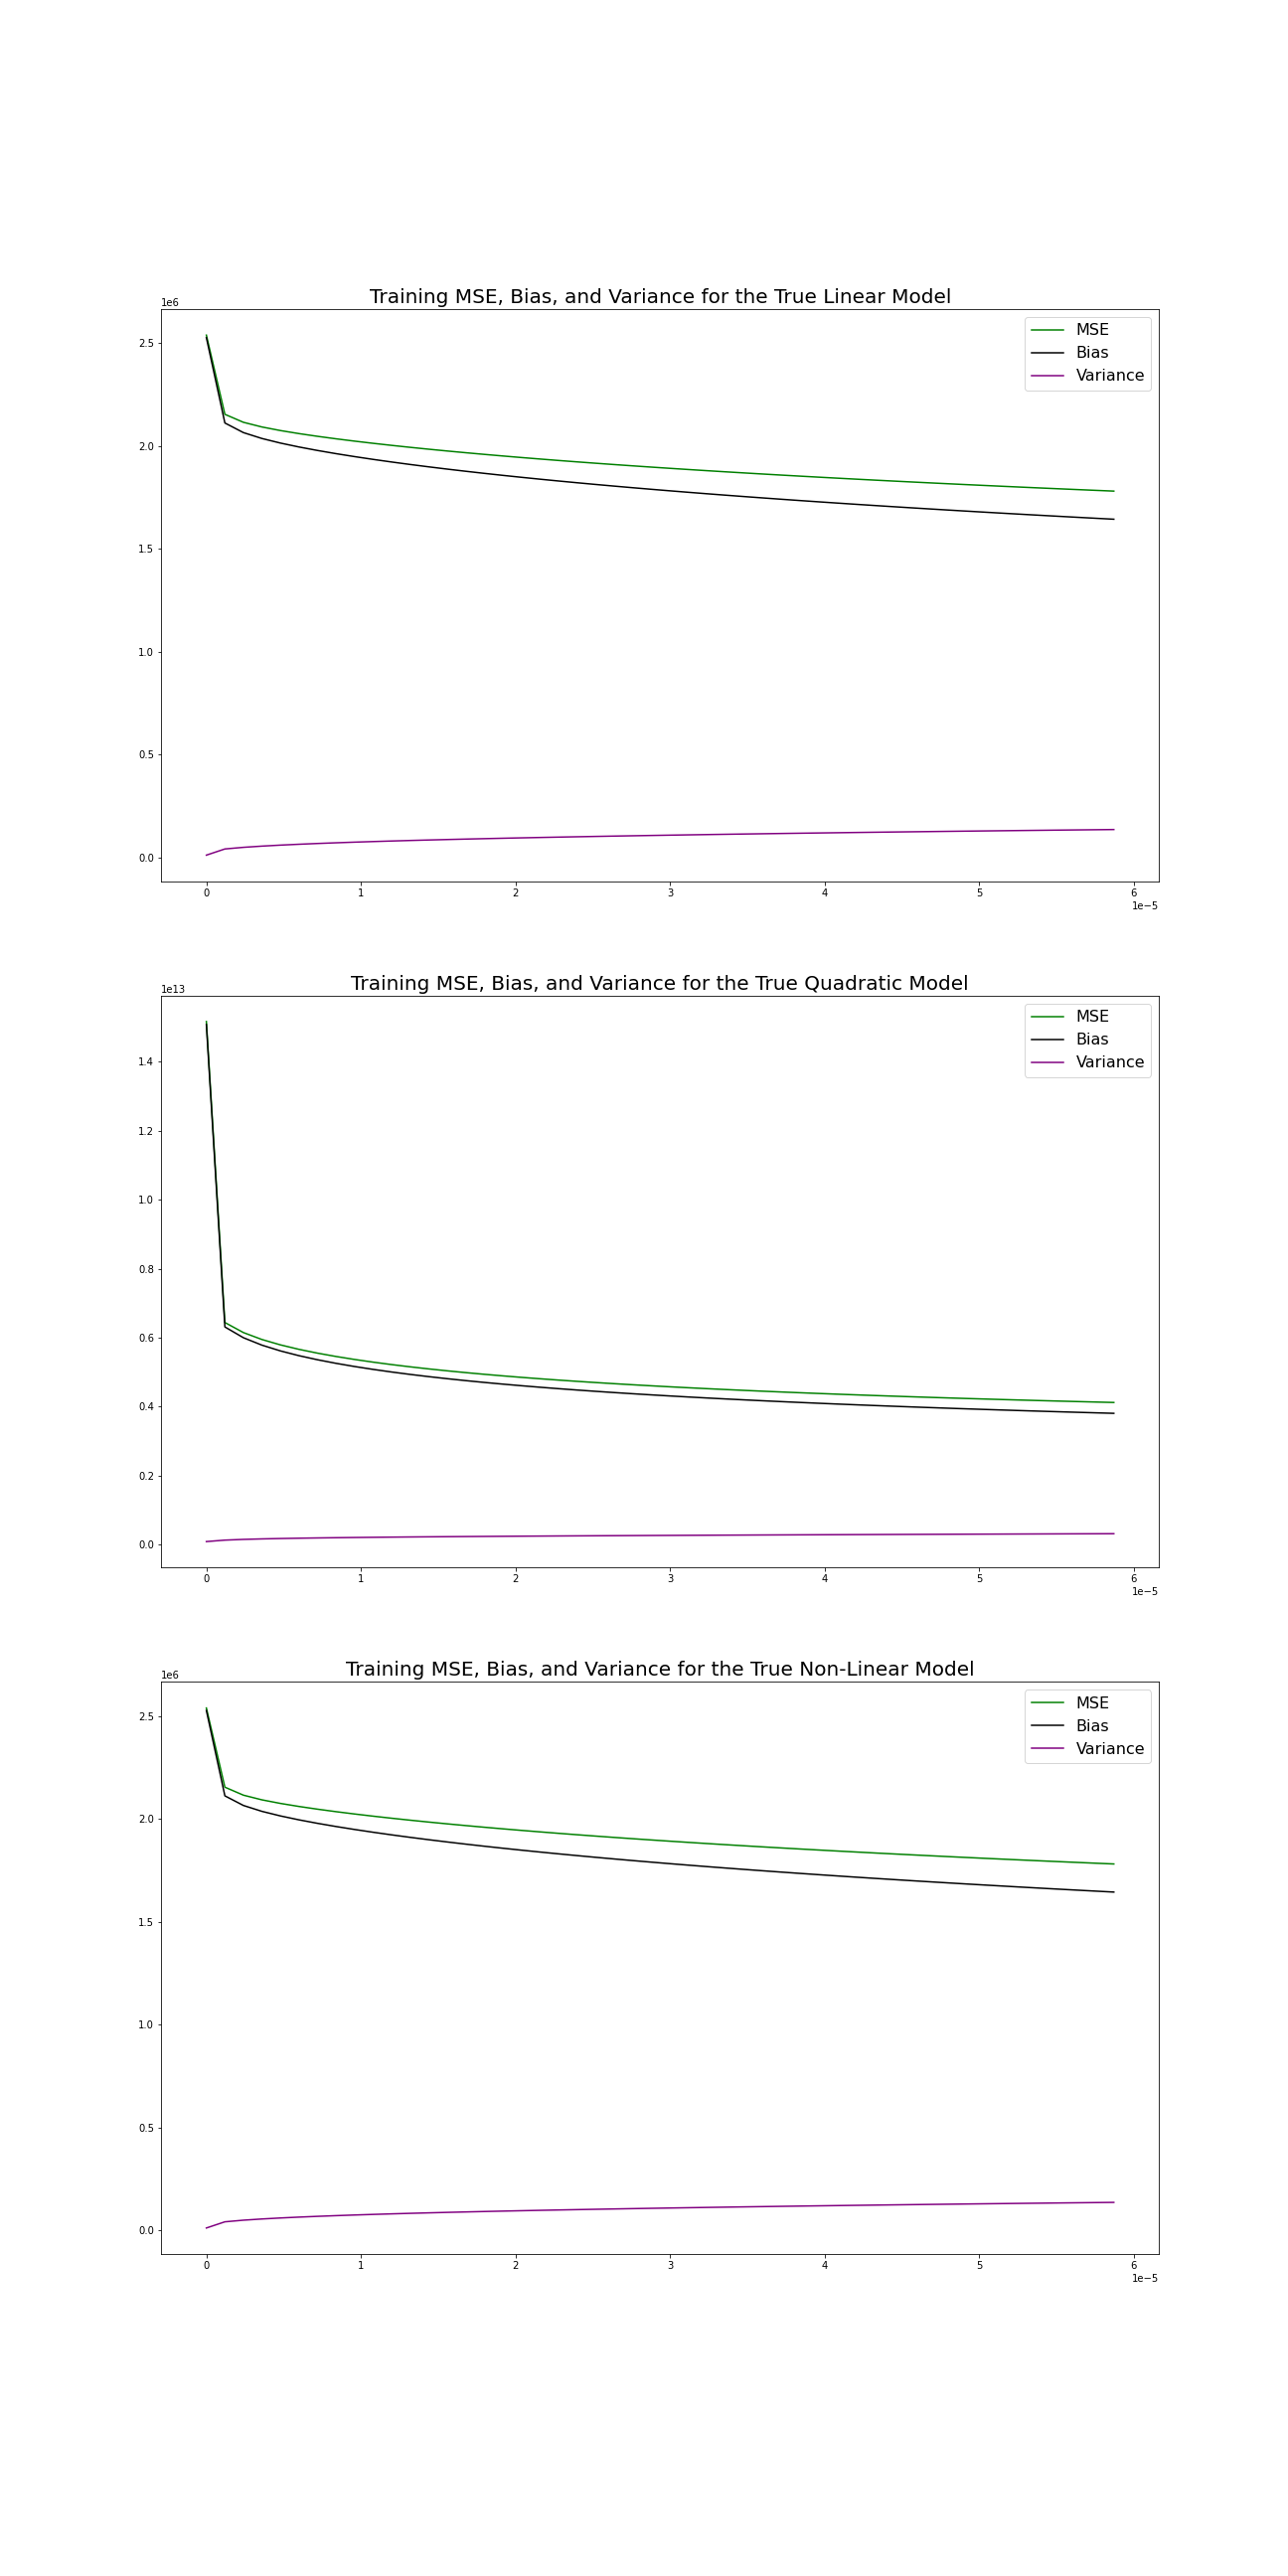 Training MSE, Bias, and Variance for the True Linear Model
1e6
MSE
Bias
Variance
2.5
2.0
1.5
1.0
0.5
0.0
0 1 2 3 4 5 6
1e−5
Training MSE, Bias, and Variance for the True Quadratic Model
1e13
MSE
Bias
Variance
1.4
1.2
1.0
0.8
0.6
0.4
0.2
0.0
0 1 2 3 4 5 6
1e−5
Training MSE, Bias, and Variance for the True Non-Linear Model
1e6
MSE
Bias
Variance
2.5
2.0
1.5
1.0
0.5
0.0
0 1 2 3 4 5 6
1e−5